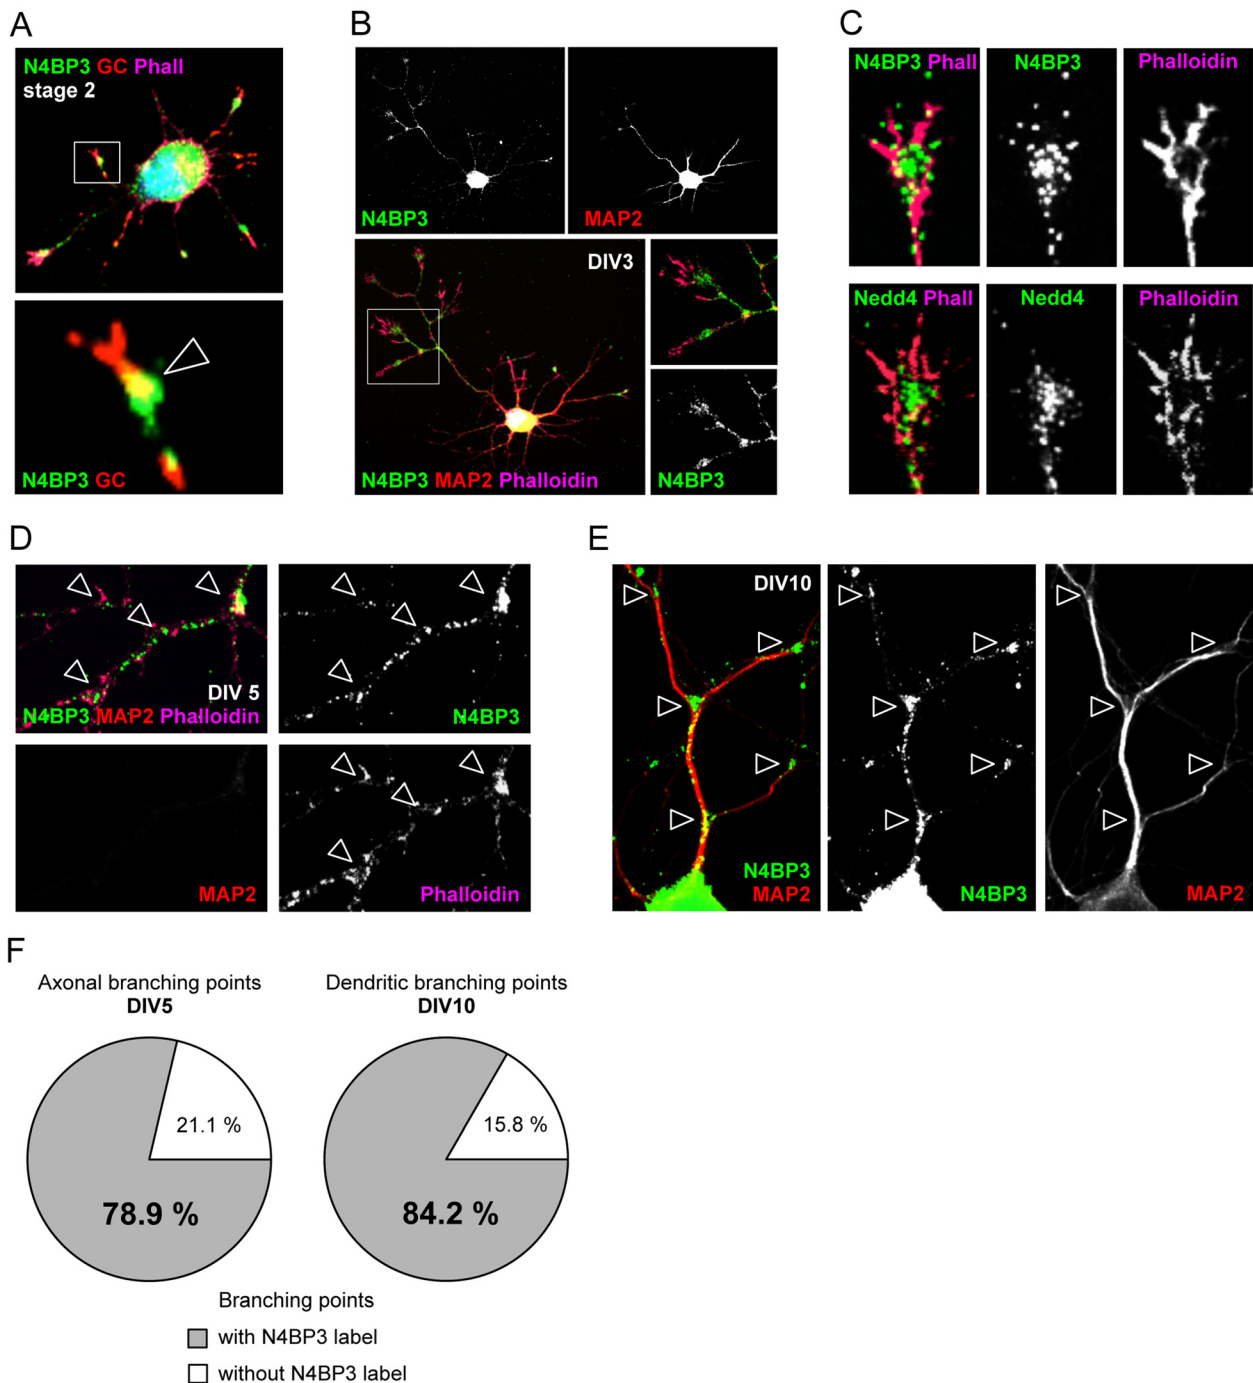 A
N4BP3 GC Phall
stage 2
N4BP3 GC
B
N4BP3
MAP2
DIV3
N4BP3 MAP2 Phalloidin
N4BP3
C
N4BP3 Phall
N4BP3
Phalloidin
Nedd4 Phall
Nedd4
Phalloidin
D
DIV 5
N4BP3 MAP2 Phalloidin
N4BP3
MAP2
Phalloidin
E
DIV10
N4BP3
MAP2
N4BP3
MAP2
F
Axonal branching points
DIV5
21.1 %
78.9 %
Dendritic branching points
DIV10
15.8 %
84.2 %
Branching points
with N4BP3 label
without N4BP3 label